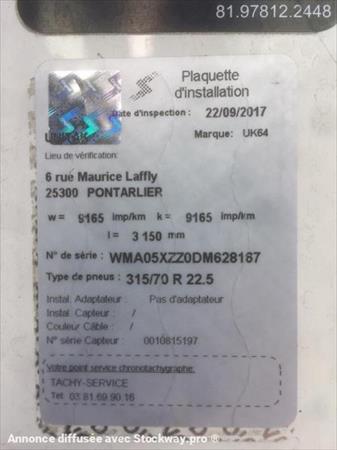 81.97812.2448
Plaquette
d'installation
Date d'inspection : 22/09/2017
Marque: UK64
Lieu de vérification:
6 rue Maurice Laffly
25300 PONTARLIER
w = 9165 imp/km k = 9165 imp/km
l = 3 150 mm
N° de série : WMA05XZZ0DM628187
Type de pneus : 315/70 R 22.5
Instal. Adaptateur : Pas d'adaptateur
Instal. Capteur : /
Couleur Câble : /
N° série Capteur : 0010815197
Votre point service chronotachygraphe:
TACHY-SERVICE
Tel: 03.81.69.90.16
Annonce diffusée avec Stockway.pro ®